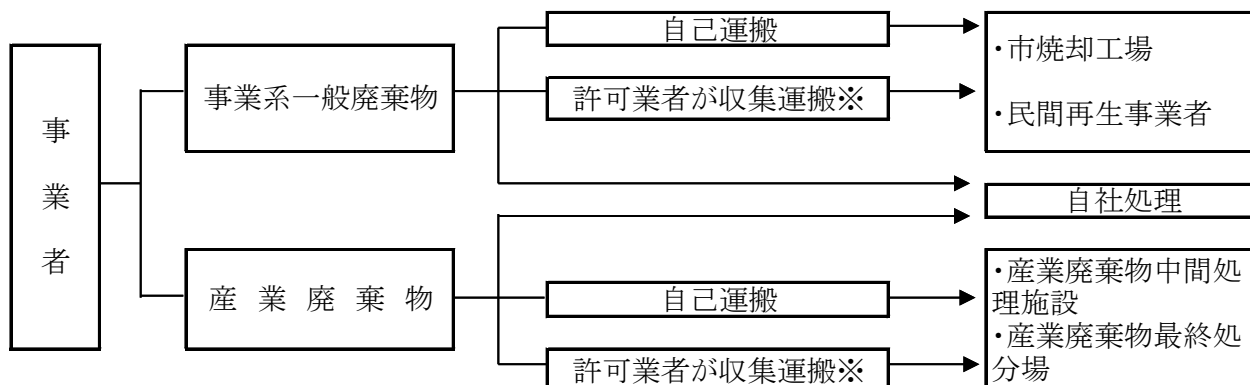 事業者
事業系一般廃棄物
自己運搬
許可業者が収集運搬※
・市焼却工場
・民間再生事業者
自社処理
産業廃棄物
自己運搬
許可業者が収集運搬※
・産業廃棄物中間処
理施設
・産業廃棄物最終処
分場